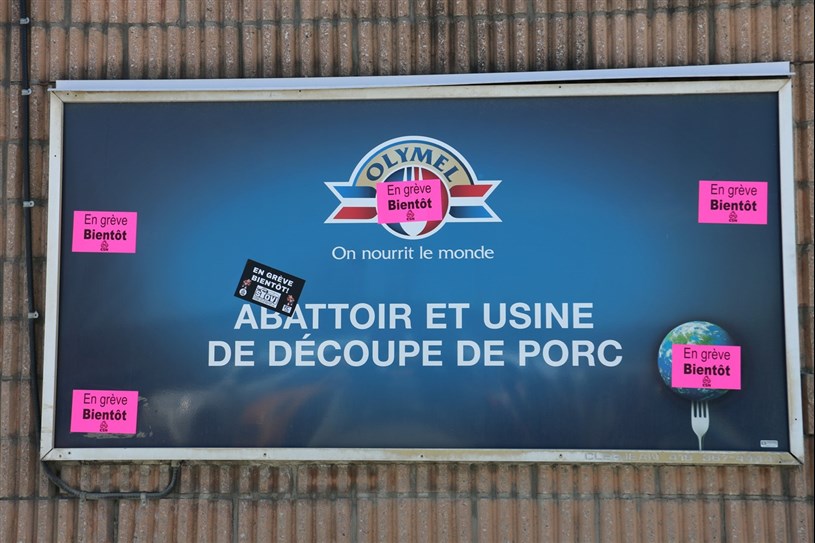 OLYMEL
En grève
Bientôt
On nourrit le monde
En grève
Bientôt
En grève
Bientôt
EN GRÈVE
BIENTÔT!
ABATTOIR ET USINE
DE DÉCOUPE DE PORC
En grève
Bientôt
En grève
Bientôt